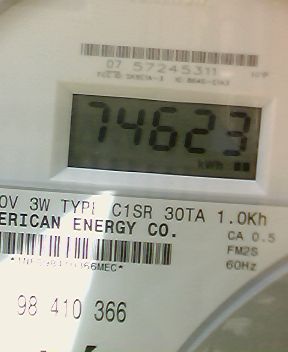 07 57245311
74623
kWh
0V 3W TYPE C1SR 30TA 1.0Kh
ERICAN ENERGY CO.
CA 0.5
FM2S
60Hz
98 410 366